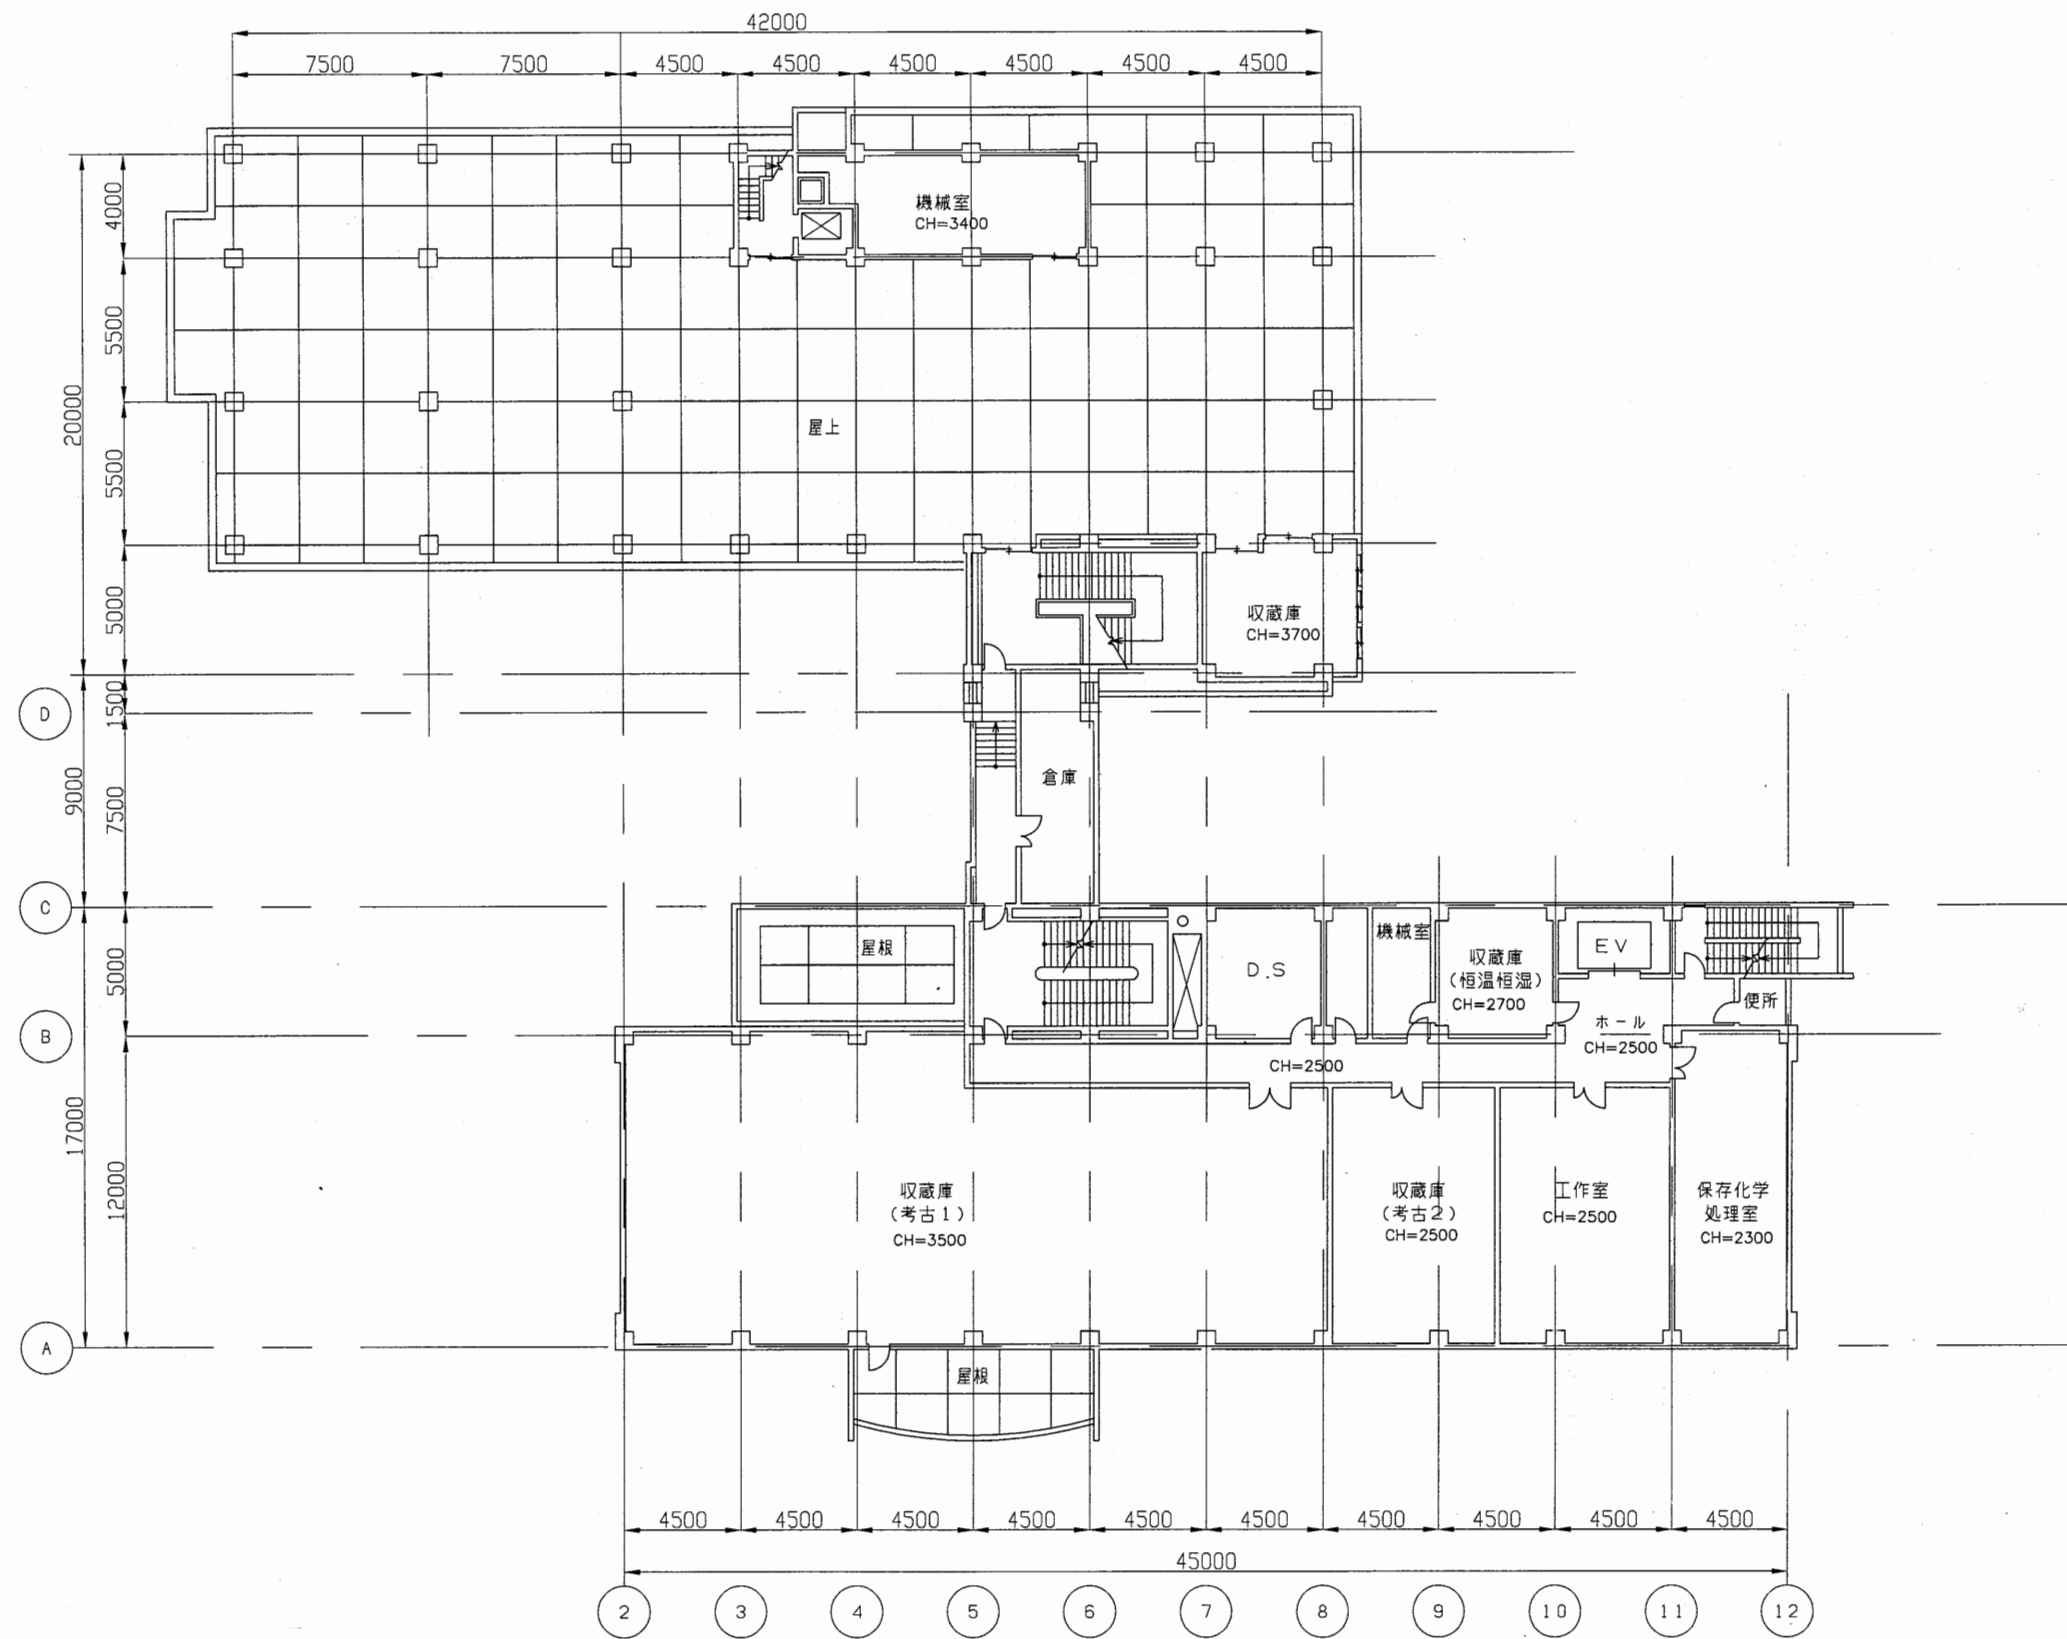 42000
7500 7500 4500 4500 4500 4500 4500 4500
4000
5500
20000
5500
5000
1500
9000
7500
5000
17000
12000
機械室
CH=3400
屋上
収蔵庫
CH=3700
D
倉庫
C
屋根
D.S
機械室
収蔵庫
(恒温恒湿)
CH=2700
EV
便所
ホール
CH=2500
B
CH=2500
収蔵庫
(考古1)
CH=3500
収蔵庫
(考古2)
CH=2500
工作室
CH=2500
保存化学
処理室
CH=2300
A
屋根
4500 4500 4500 4500 4500 4500 4500 4500 4500 4500
45000
2 3 4 5 6 7 8 9 10 11 12